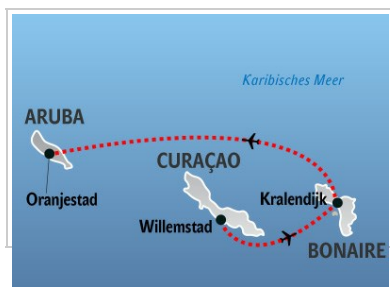 Karibisches Meer
ARUBA
CURAÇAO
Oranjestad
Kralendijk
Willemstad
BONAIRE